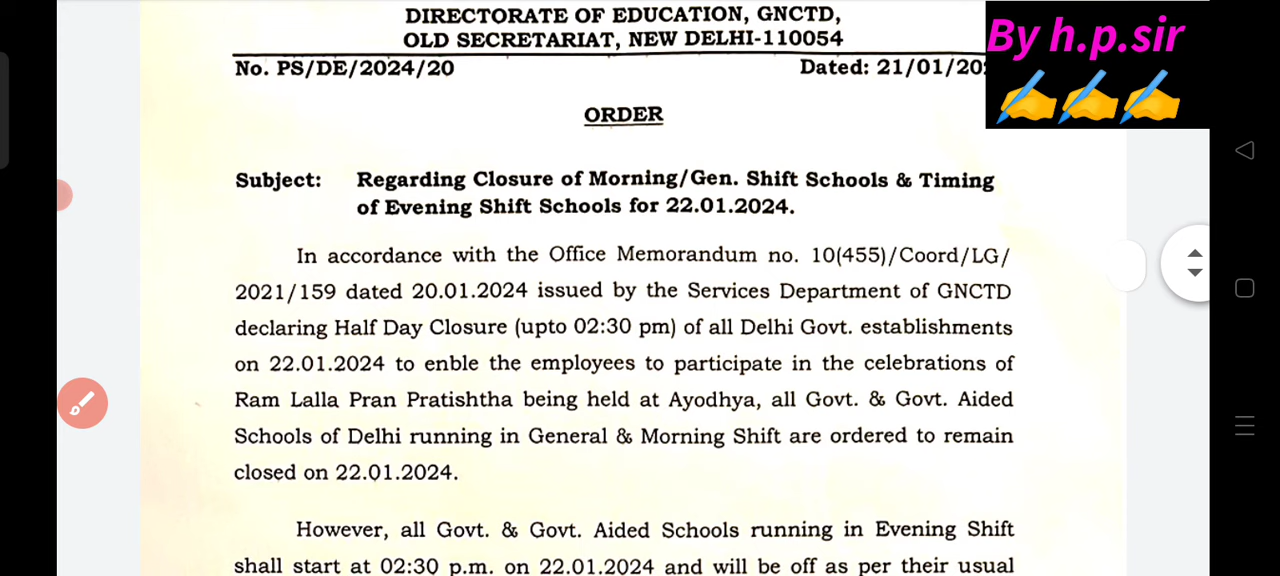 DIRECTORATE OF EDUCATION, GNCTD,
OLD SECRETARIAT, NEW DELHI-110054
By h.p.sir
No. PS/DE/2024/20 Dated: 21/01/20
ORDER
Subject: Regarding Closure of Morning/Gen. Shift Schools & Timing
of Evening Shift Schools for 22.01.2024.
In accordance with the Office Memorandum no. 10(455)/Coord/LG/
2021/159 dated 20.01.2024 issued by the Services Department of GNCTD
declaring Half Day Closure (upto 02:30 pm) of all Delhi Govt. establishments
on 22.01.2024 to enble the employees to participate in the celebrations of
Ram Lalla Pran Pratishtha being held at Ayodhya, all Govt. & Govt. Aided
Schools of Delhi running in General & Morning Shift are ordered to remain
closed on 22.01.2024.
However, all Govt. & Govt. Aided Schools running in Evening Shift
shall start at 02:30 p.m. on 22.01.2024 and will be off as per their usual